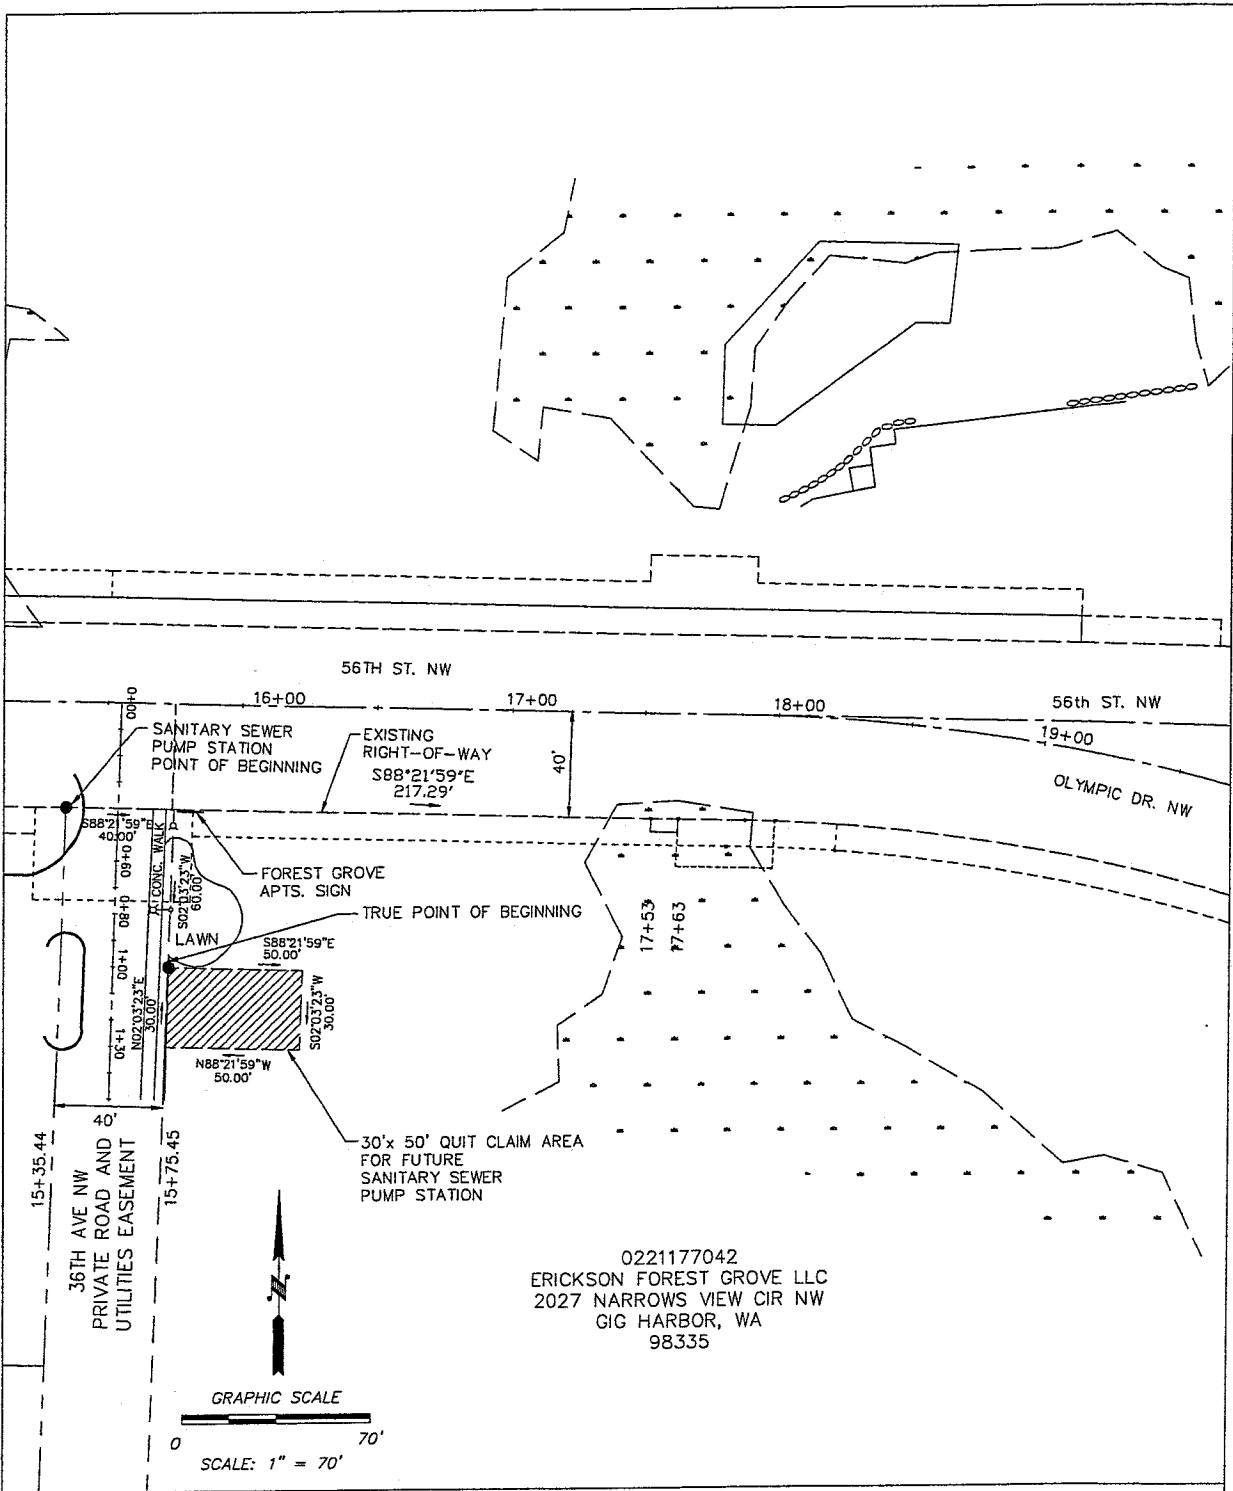 56TH ST. NW
16+00
17+00
18+00
56th ST. NW
19+00
OLYMPIC DR. NW
0+00
SANITARY SEWER
PUMP STATION
POINT OF BEGINNING
EXISTING
RIGHT-OF-WAY
S88°21'59"E
217.29'
40'
S88°21'59"E
40.00'
CONC. WALK
0+60
0+80
S02°03'23"W
60.00'
FOREST GROVE
APTS. SIGN
TRUE POINT OF BEGINNING
LAWN
S88°21'59"E
50.00'
17+53
17+63
1+00
N02°03'23"E
30.00'
S02°03'23"W
30.00'
1+30
N88°21'59"W
50.00'
40'
15+35.44
15+75.45
36TH AVE NW
PRIVATE ROAD AND
UTILITIES EASEMENT
30'x 50' QUIT CLAIM AREA
FOR FUTURE
SANITARY SEWER
PUMP STATION
N
0221177042
ERICKSON FOREST GROVE LLC
2027 NARROWS VIEW CIR NW
GIG HARBOR, WA
98335
GRAPHIC SCALE
0
70'
SCALE: 1" = 70'